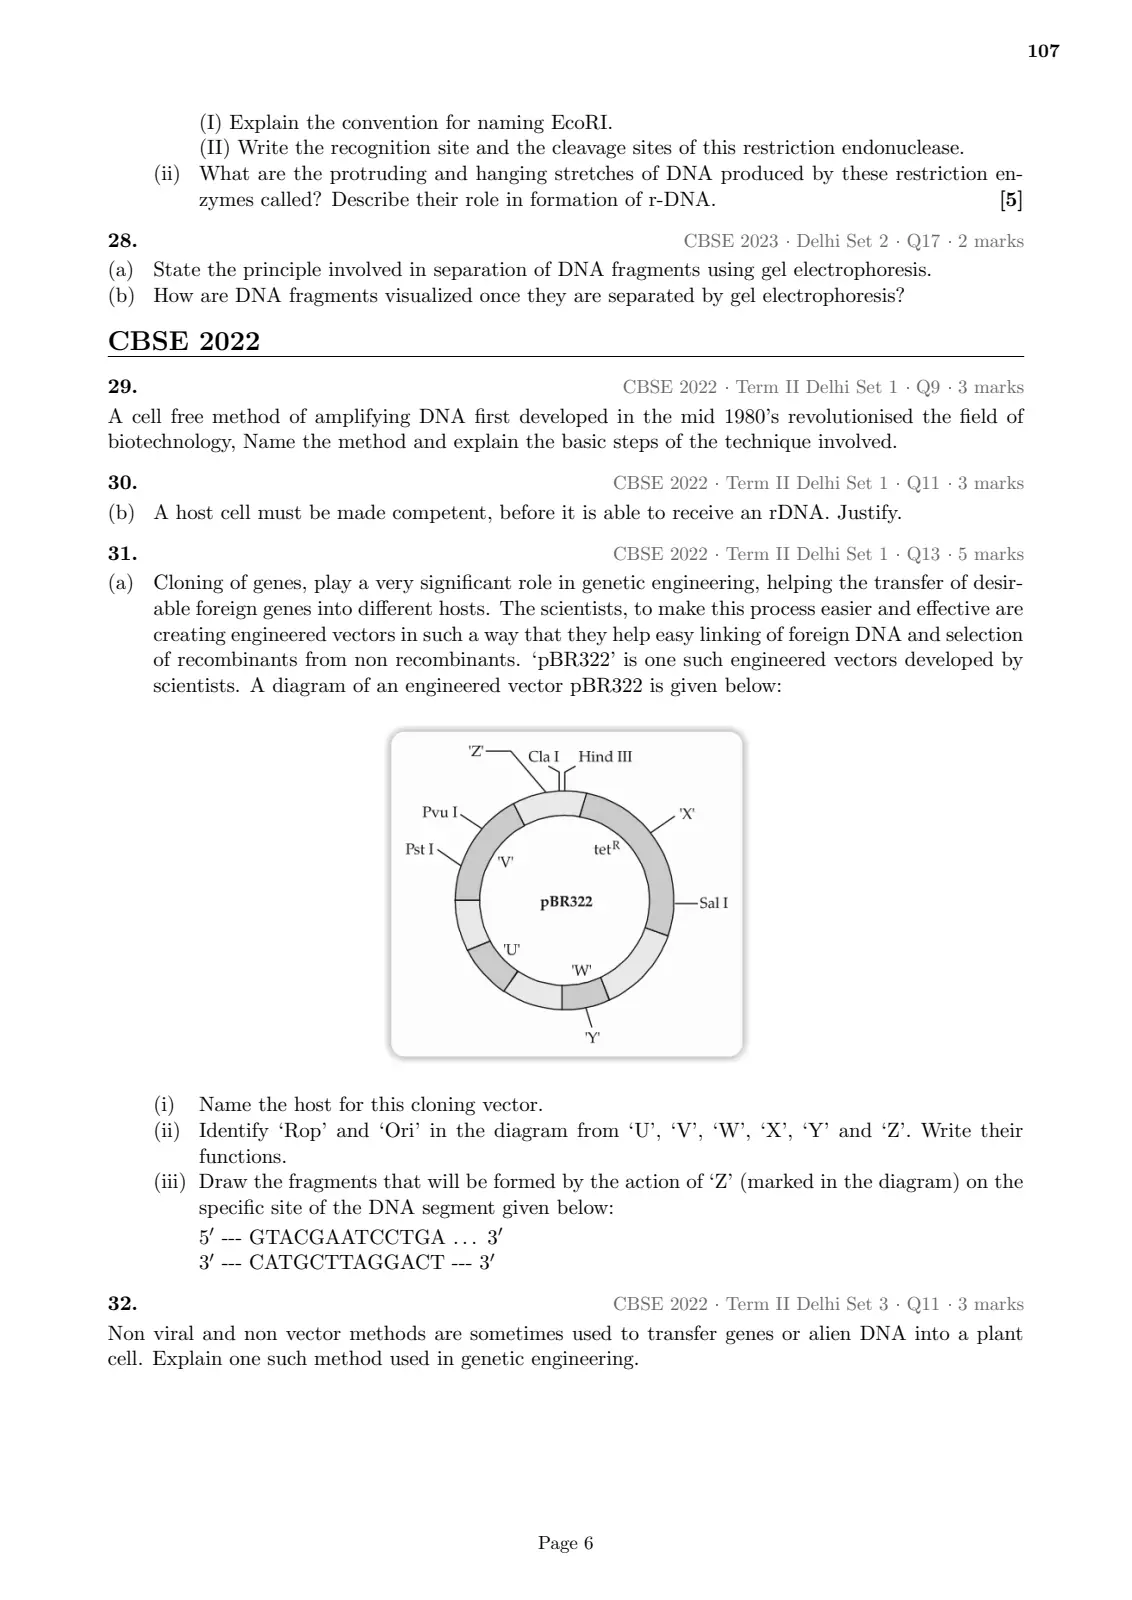 107
(I) Explain the convention for naming EcoRI.
(II) Write the recognition site and the cleavage sites of this restriction endonuclease.
(ii) What are the protruding and hanging stretches of DNA produced by these restriction en-
zymes called? Describe their role in formation of r-DNA. [5]
28. CBSE 2023 · Delhi Set 2 · Q17 · 2 marks
(a) State the principle involved in separation of DNA fragments using gel electrophoresis.
(b) How are DNA fragments visualized once they are separated by gel electrophoresis?
CBSE 2022
29. CBSE 2022 · Term II Delhi Set 1 · Q9 · 3 marks
A cell free method of amplifying DNA first developed in the mid 1980’s revolutionised the field of
biotechnology, Name the method and explain the basic steps of the technique involved.
30. CBSE 2022 · Term II Delhi Set 1 · Q11 · 3 marks
(b) A host cell must be made competent, before it is able to receive an rDNA. Justify.
31. CBSE 2022 · Term II Delhi Set 1 · Q13 · 5 marks
(a) Cloning of genes, play a very significant role in genetic engineering, helping the transfer of desir-
able foreign genes into different hosts. The scientists, to make this process easier and effective are
creating engineered vectors in such a way that they help easy linking of foreign DNA and selection
of recombinants from non recombinants. ‘pBR322’ is one such engineered vectors developed by
scientists. A diagram of an engineered vector pBR322 is given below:
'Z'
Cla I Hind III
Pvu I
'X'
Pst I
tetR
'V'
pBR322
Sal I
'U'
'W'
'Y'
(i) Name the host for this cloning vector.
(ii) Identify ‘Rop’ and ‘Ori’ in the diagram from ‘U’, ‘V’, ‘W’, ‘X’, ‘Y’ and ‘Z’. Write their
functions.
(iii) Draw the fragments that will be formed by the action of ‘Z’ (marked in the diagram) on the
specific site of the DNA segment given below:
5′ --- GTACGAATCCTGA ... 3′
3′ --- CATGCTTAGGACT --- 3′
32. CBSE 2022 · Term II Delhi Set 3 · Q11 · 3 marks
Non viral and non vector methods are sometimes used to transfer genes or alien DNA into a plant
cell. Explain one such method used in genetic engineering.
Page 6